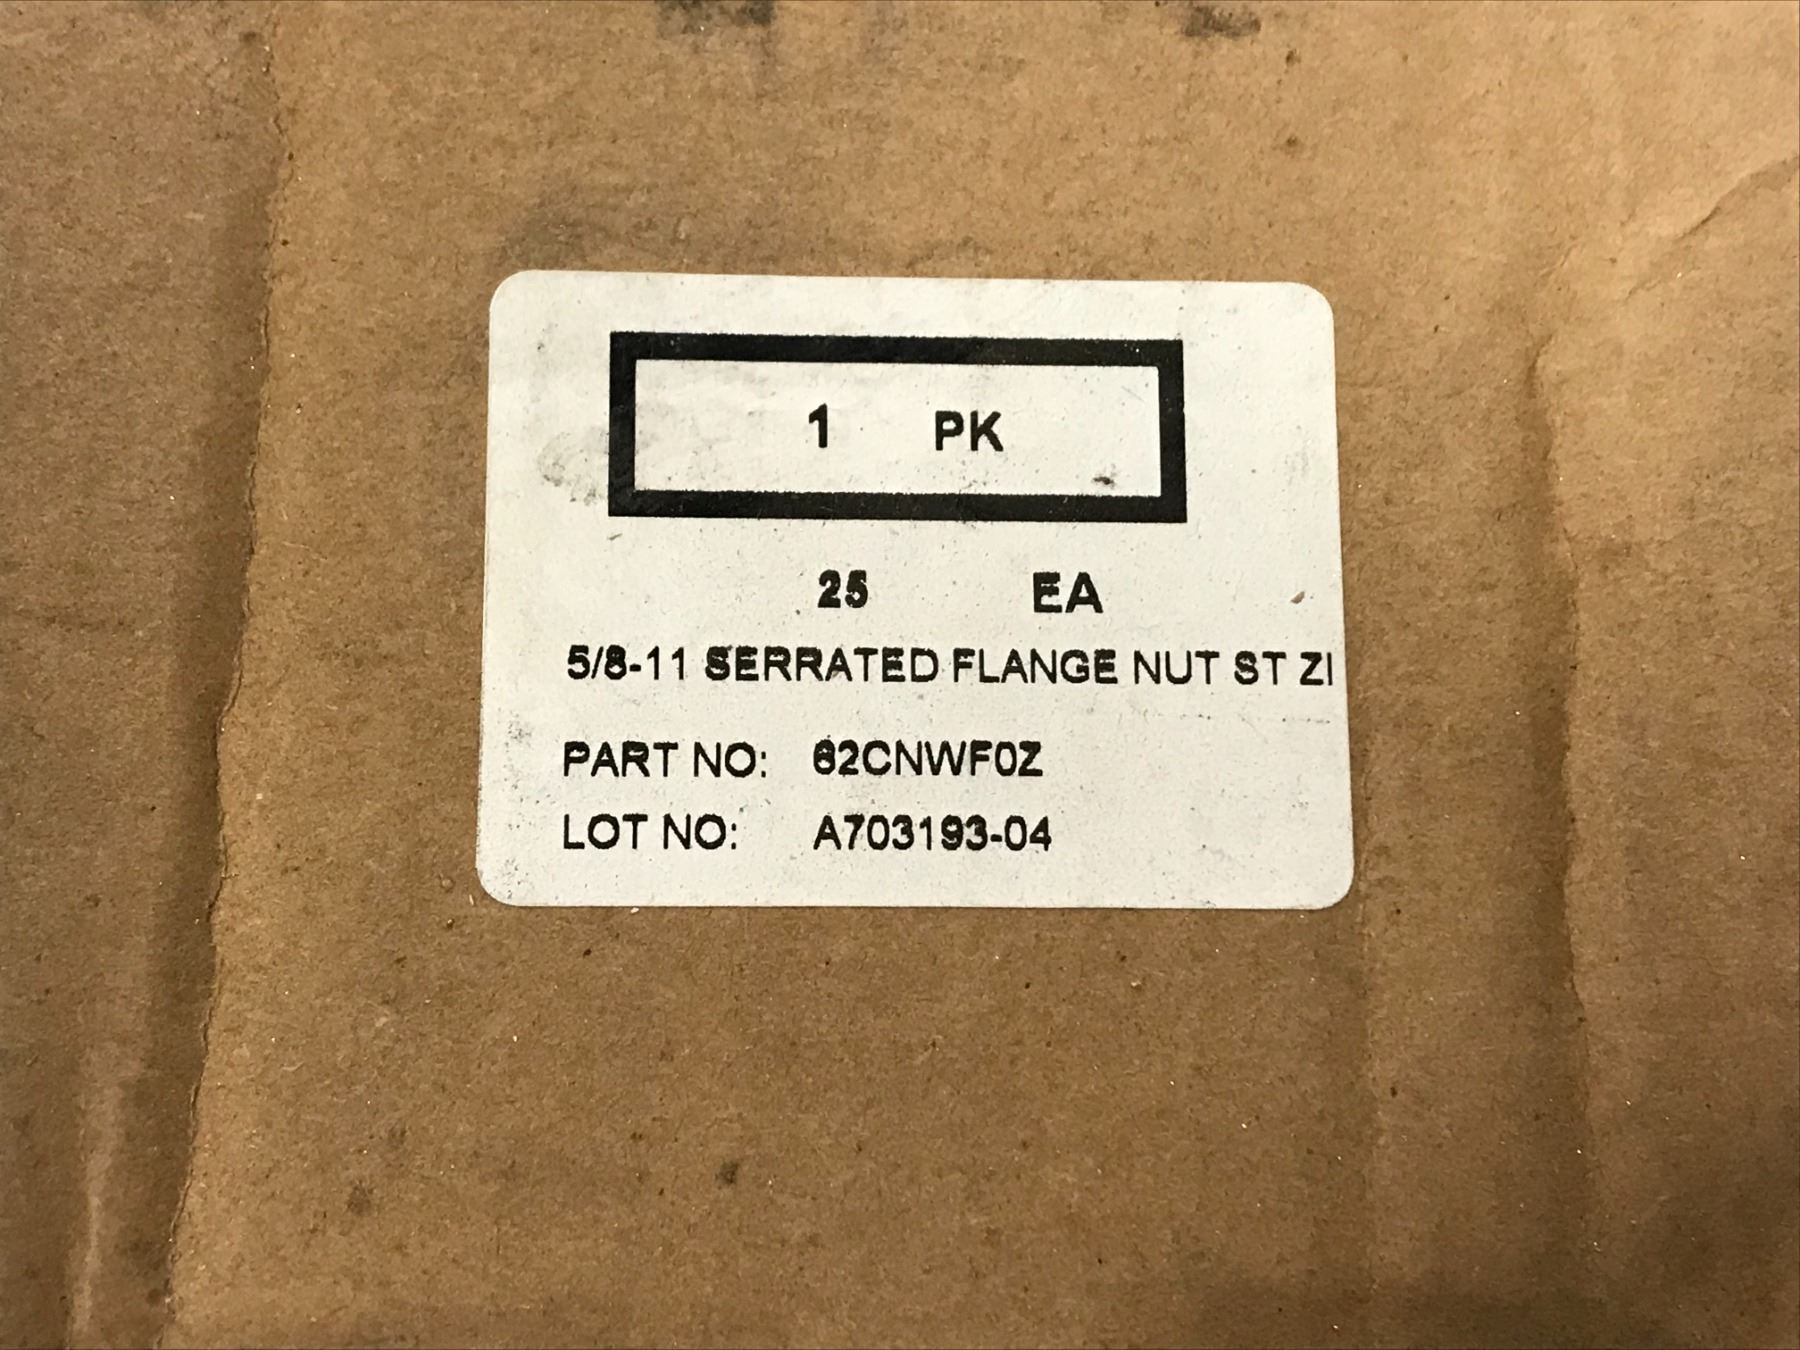 1 PK
25 EA
5/8-11 SERRATED FLANGE NUT ST ZI
PART NO: 62CNWF0Z
LOT NO: A703193-04